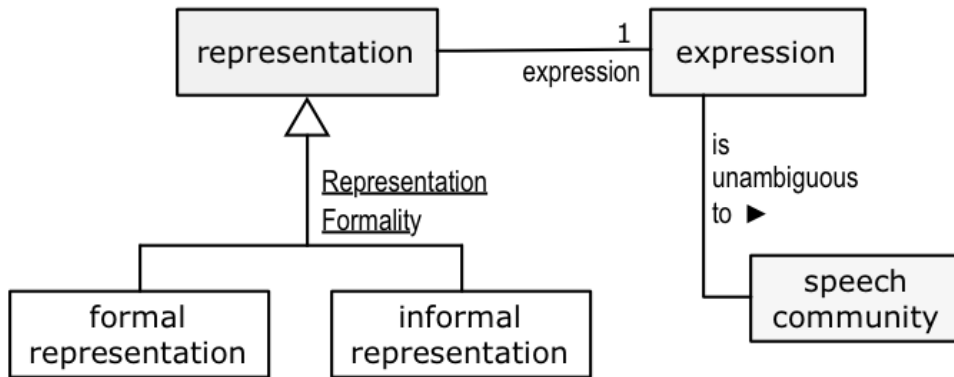 representation
1
expression
expression
is
unambiguous
to ►
Representation
Formality
speech
community
formal
representation
informal
representation